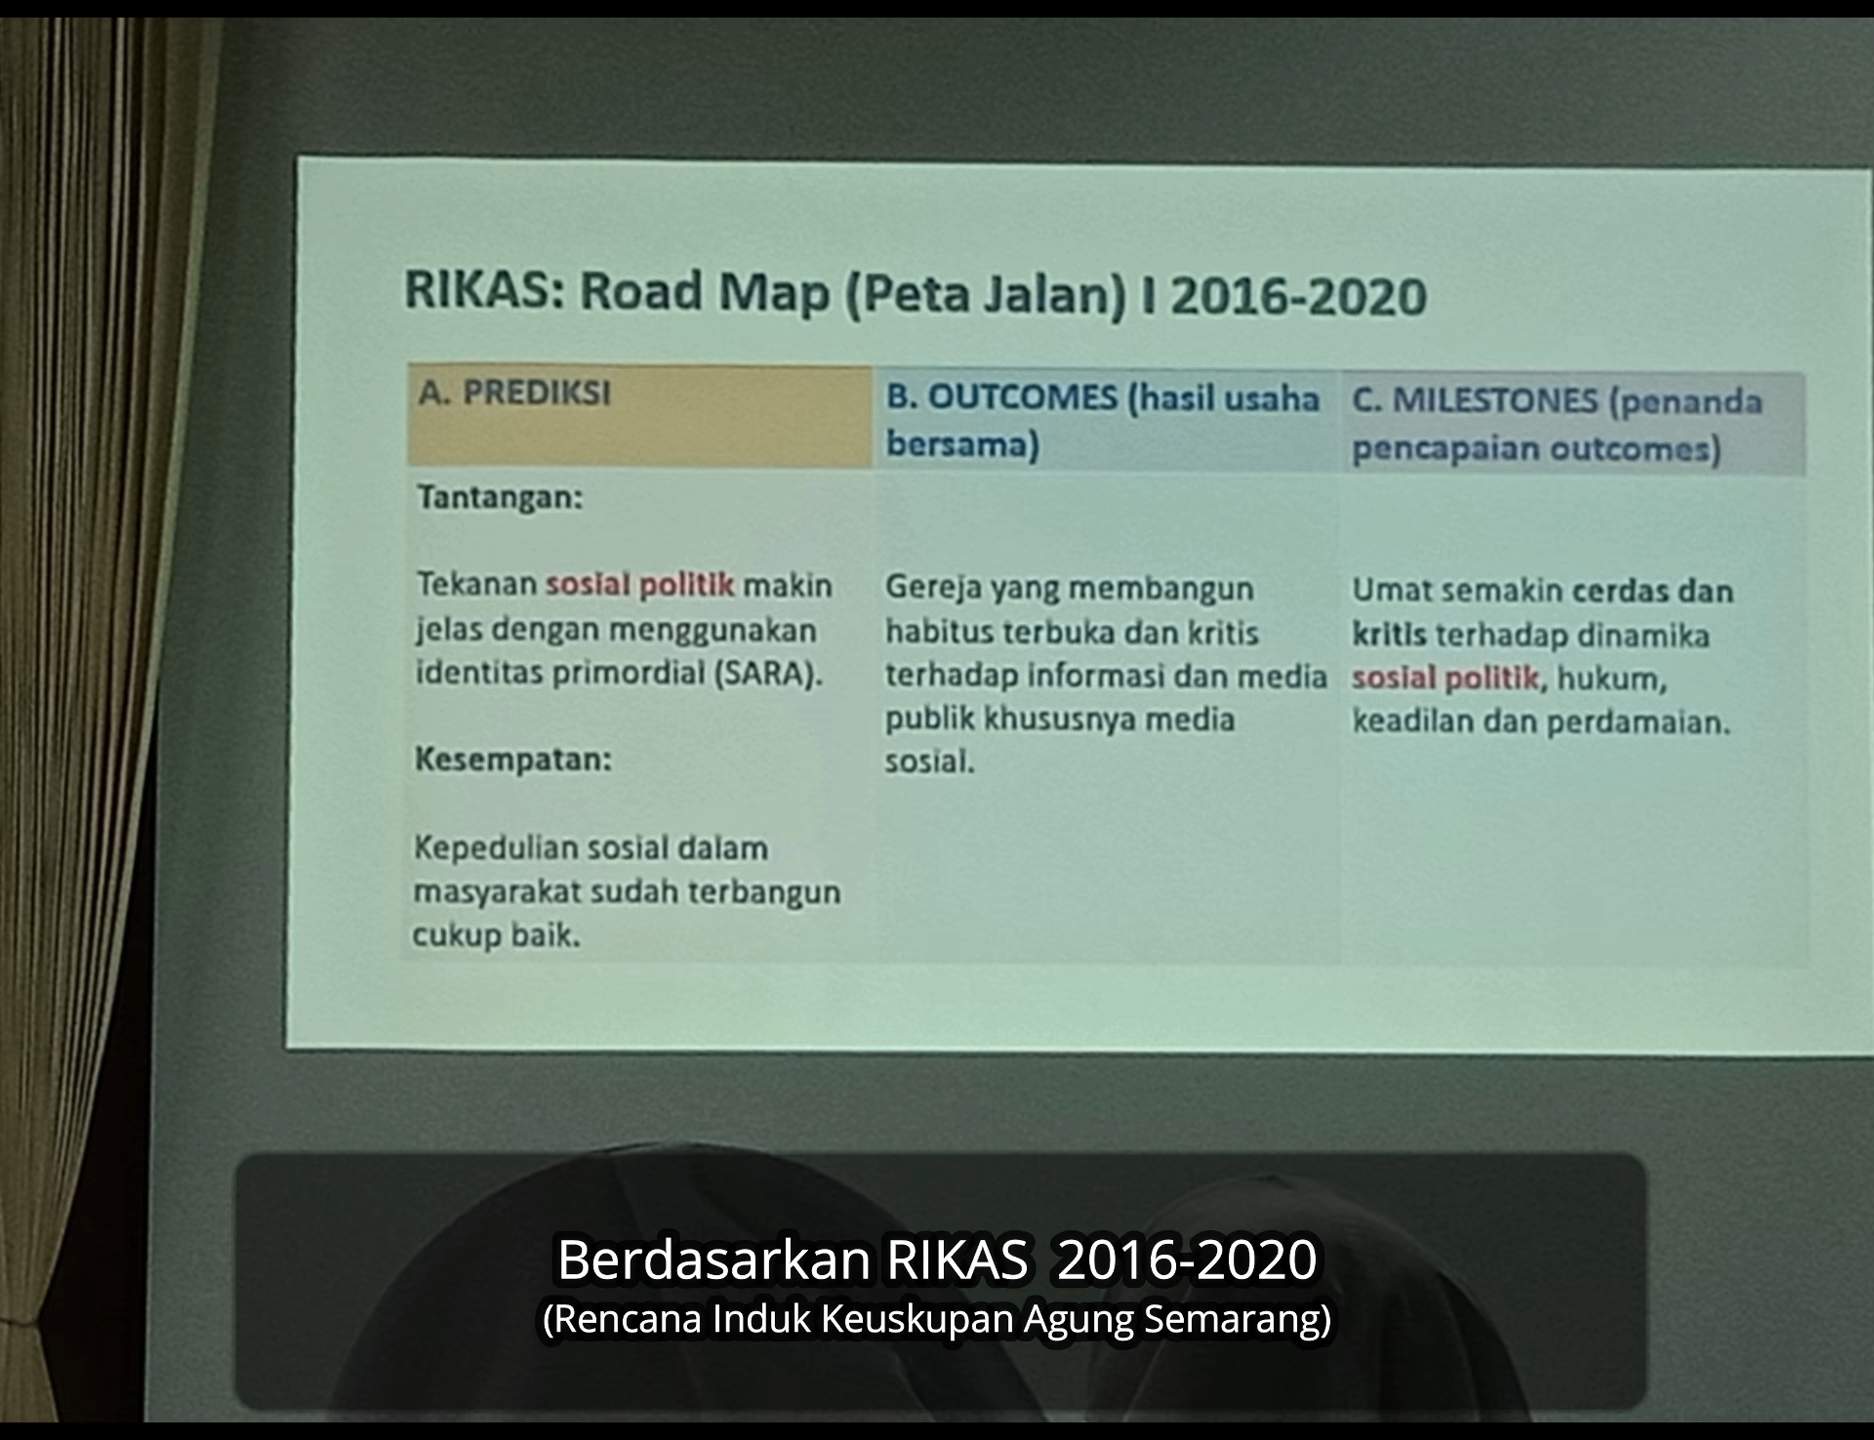 RIKAS: Road Map (Peta Jalan) I 2016-2020
A. PREDIKSI
B. OUTCOMES (hasil usaha
bersama)
C. MILESTONES (penanda
pencapaian outcomes)
Tantangan:
Tekanan sosial politik makin
jelas dengan menggunakan
identitas primordial (SARA).
Kesempatan:
Kepedulian sosial dalam
masyarakat sudah terbangun
cukup baik.
Gereja yang membangun
habitus terbuka dan kritis
terhadap informasi dan media
publik khususnya media
sosial.
Umat semakin cerdas dan
kritis terhadap dinamika
sosial politik, hukum,
keadilan dan perdamaian.
Berdasarkan RIKAS 2016-2020
(Rencana Induk Keuskupan Agung Semarang)